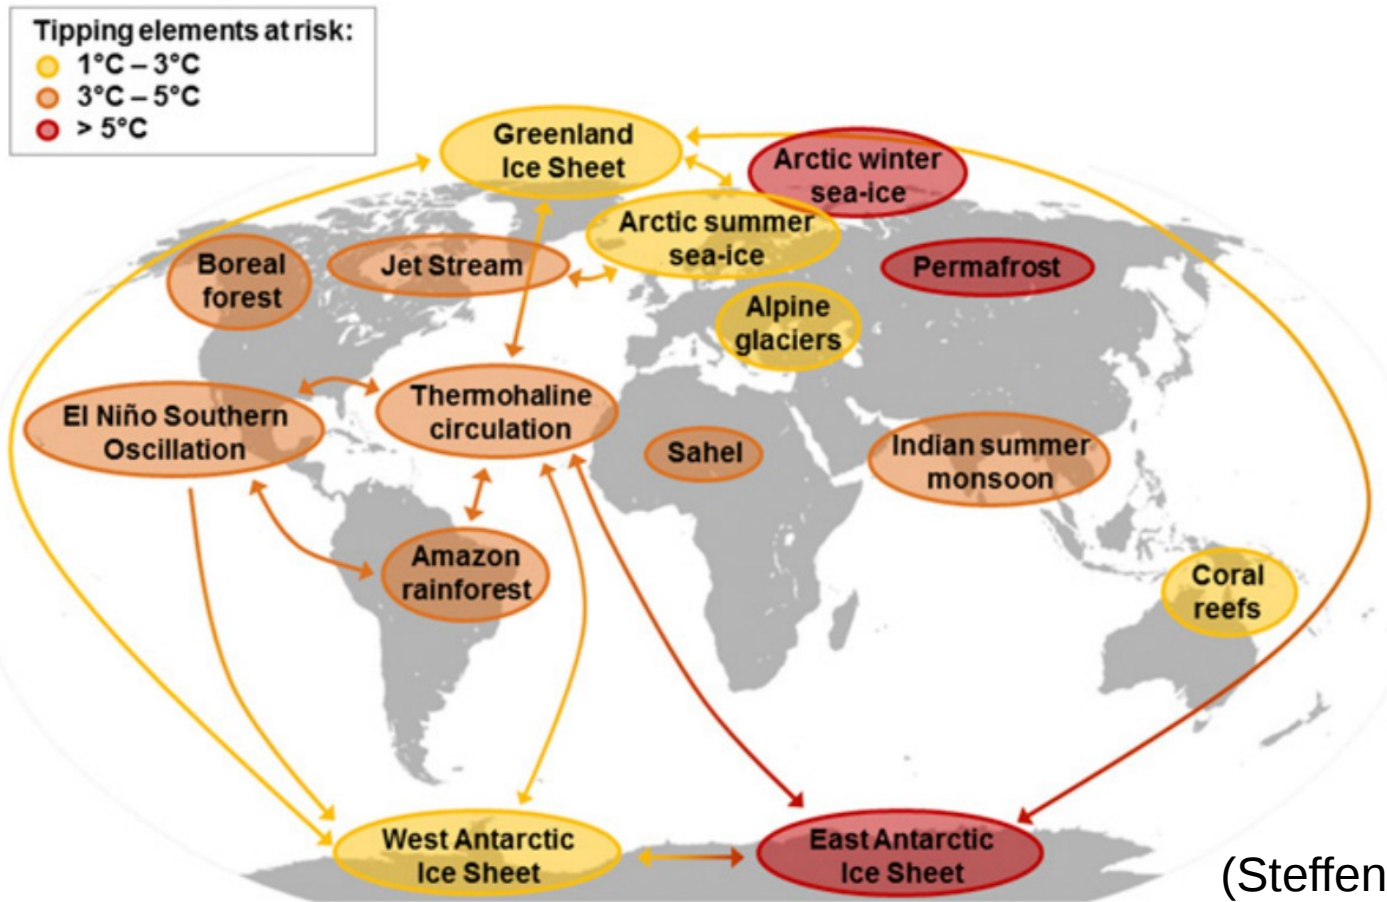 Tipping elements at risk:
1°C – 3°C
3°C – 5°C
> 5°C
Greenland
Ice Sheet
Arctic winter
sea-ice
Arctic summer
sea-ice
Boreal
forest
Jet Stream
Permafrost
Alpine
glaciers
El Niño Southern
Oscillation
Thermohaline
circulation
Sahel
Indian summer
monsoon
Amazon
rainforest
Coral
reefs
West Antarctic
Ice Sheet
East Antarctic
Ice Sheet
(Steffen